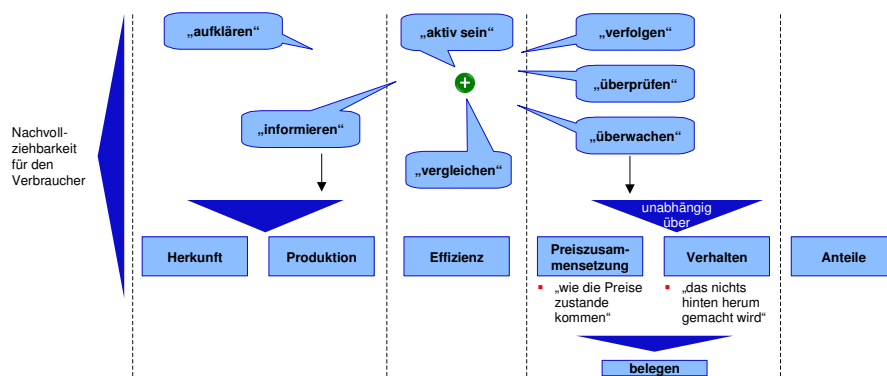 „aufklären“
„aktiv sein“
„verfolgen“
„überprüfen“
„informieren“
„überwachen“
„vergleichen“
Nachvoll-
ziehbarkeit
für den
Verbraucher
unabhängig
über
Herkunft
Produktion
Effizienz
Preiszusam-
mensetzung
Verhalten
Anteile
„wie die Preise
zustande
kommen“
„das nichts
hinten herum
gemacht wird“
belegen